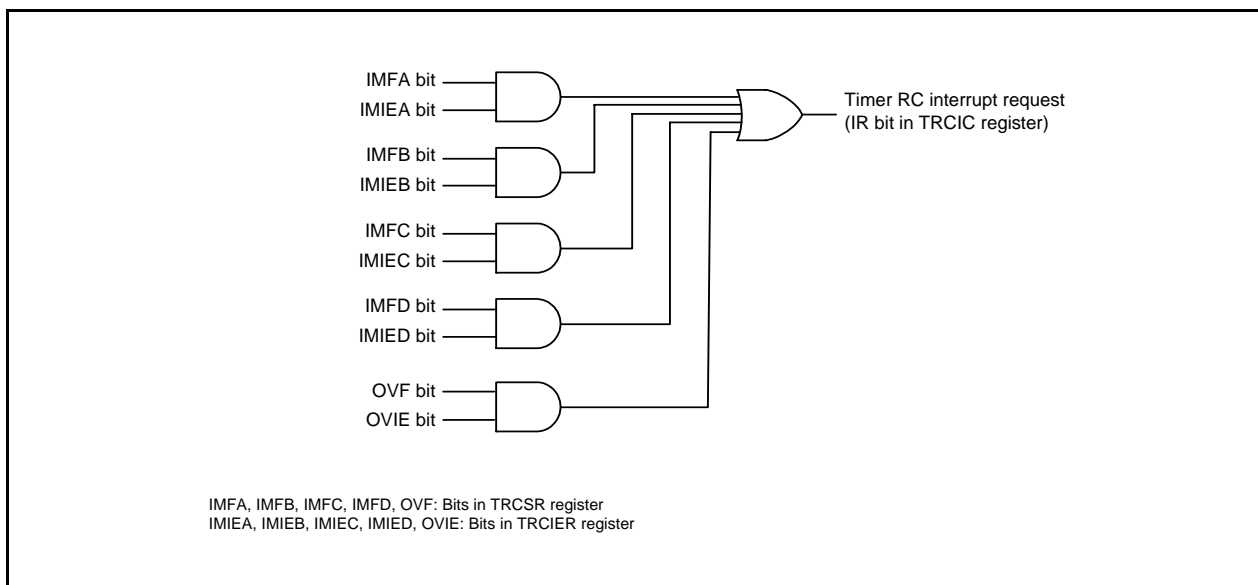 IMFA bit
IMIEA bit
Timer RC interrupt request
(IR bit in TRCIC register)
IMFB bit
IMIEB bit
IMFC bit
IMIEC bit
IMFD bit
IMIED bit
OVF bit
OVIE bit
IMFA, IMFB, IMFC, IMFD, OVF: Bits in TRCSR register
IMIEA, IMIEB, IMIEC, IMIED, OVIE: Bits in TRCIER register